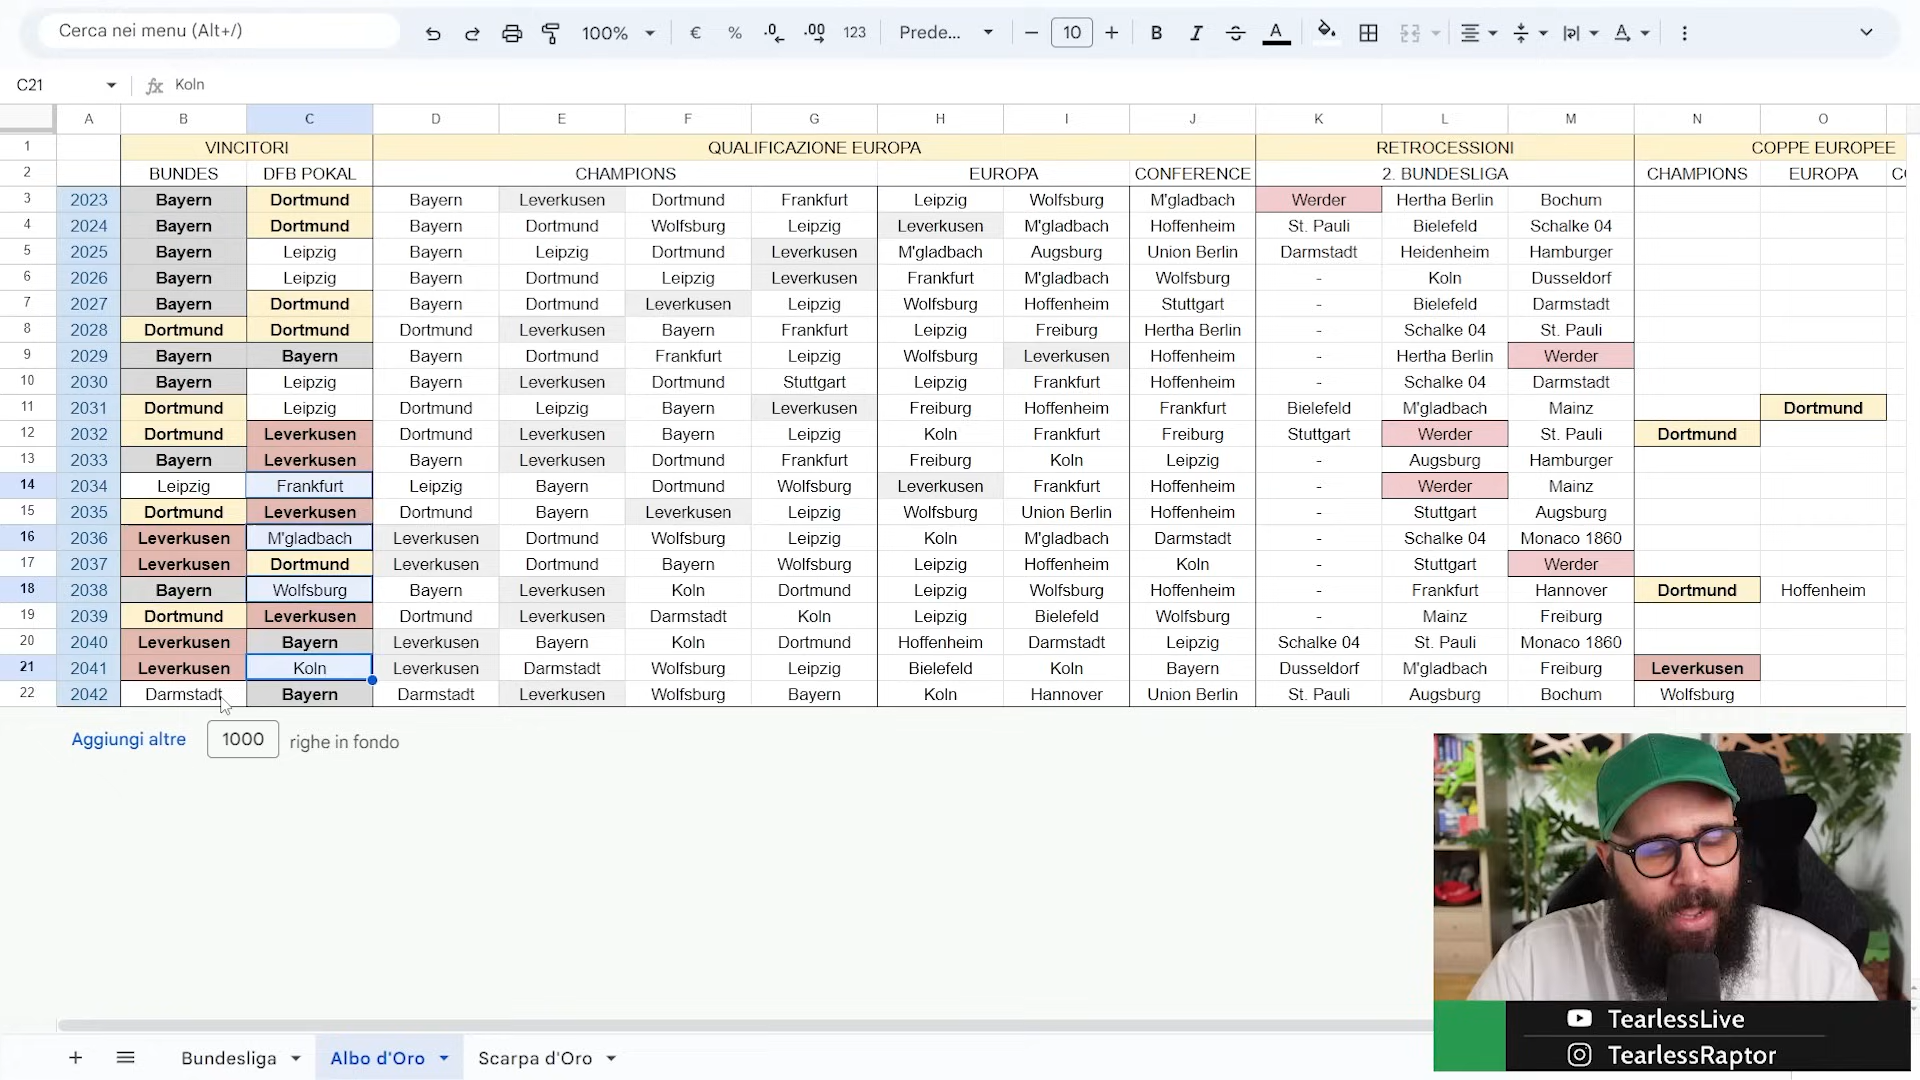 Cerca nei menu (Alt+/) 100% € % .0 .00 123 Prede... 10 B I A
C21 fx Koln
A B C D E F G H I J K L M N O
1 VINCITORI QUALIFICAZIONE EUROPA RETROCESSIONI COPPE EUROPEE
2 BUNDES DFB POKAL CHAMPIONS EUROPA CONFERENCE 2. BUNDESLIGA CHAMPIONS EUROPA
3 2023 Bayern Dortmund Bayern Leverkusen Dortmund Frankfurt Leipzig Wolfsburg M'gladbach Werder Hertha Berlin Bochum
4 2024 Bayern Dortmund Bayern Dortmund Wolfsburg Leipzig Leverkusen M'gladbach Hoffenheim St. Pauli Bielefeld Schalke 04
5 2025 Bayern Leipzig Bayern Leipzig Dortmund Leverkusen M'gladbach Augsburg Union Berlin Darmstadt Heidenheim Hamburger
6 2026 Bayern Leipzig Bayern Dortmund Leipzig Leverkusen Frankfurt M'gladbach Wolfsburg - Koln Dusseldorf
7 2027 Bayern Dortmund Bayern Dortmund Leverkusen Leipzig Wolfsburg Hoffenheim Stuttgart - Bielefeld Darmstadt
8 2028 Dortmund Dortmund Dortmund Leverkusen Bayern Frankfurt Leipzig Freiburg Hertha Berlin - Schalke 04 St. Pauli
9 2029 Bayern Bayern Bayern Dortmund Frankfurt Leipzig Wolfsburg Leverkusen Hoffenheim - Hertha Berlin Werder
10 2030 Bayern Leipzig Bayern Leverkusen Dortmund Stuttgart Leipzig Frankfurt Hoffenheim - Schalke 04 Darmstadt
11 2031 Dortmund Leipzig Dortmund Leipzig Bayern Leverkusen Freiburg Hoffenheim Frankfurt Bielefeld M'gladbach Mainz Dortmund
12 2032 Dortmund Leverkusen Dortmund Leverkusen Bayern Leipzig Koln Frankfurt Freiburg Stuttgart Werder St. Pauli Dortmund
13 2033 Bayern Leverkusen Bayern Leverkusen Dortmund Frankfurt Freiburg Koln Leipzig - Augsburg Hamburger
14 2034 Leipzig Frankfurt Leipzig Bayern Dortmund Wolfsburg Leverkusen Frankfurt Hoffenheim - Werder Mainz
15 2035 Dortmund Leverkusen Dortmund Bayern Leverkusen Leipzig Wolfsburg Union Berlin Hoffenheim - Stuttgart Augsburg
16 2036 Leverkusen M'gladbach Leverkusen Dortmund Wolfsburg Leipzig Koln M'gladbach Darmstadt - Schalke 04 Monaco 1860
17 2037 Leverkusen Dortmund Leverkusen Dortmund Bayern Wolfsburg Leipzig Hoffenheim Koln - Stuttgart Werder
18 2038 Bayern Wolfsburg Bayern Leverkusen Koln Dortmund Leipzig Wolfsburg Hoffenheim - Frankfurt Hannover Dortmund Hoffenheim
19 2039 Dortmund Leverkusen Dortmund Leverkusen Darmstadt Koln Leipzig Bielefeld Wolfsburg - Mainz Freiburg
20 2040 Leverkusen Bayern Leverkusen Bayern Koln Dortmund Hoffenheim Darmstadt Leipzig Schalke 04 St. Pauli Monaco 1860
21 2041 Leverkusen Koln Leverkusen Darmstadt Wolfsburg Leipzig Bielefeld Koln Bayern Dusseldorf M'gladbach Freiburg Leverkusen
22 2042 Darmstadt Bayern Darmstadt Leverkusen Wolfsburg Bayern Koln Hannover Union Berlin St. Pauli Augsburg Bochum Wolfsburg
Aggiungi altre 1000 righe in fondo
TearlessLive
TearlessRaptor
Bundesliga Albo d'Oro Scarpa d'Oro